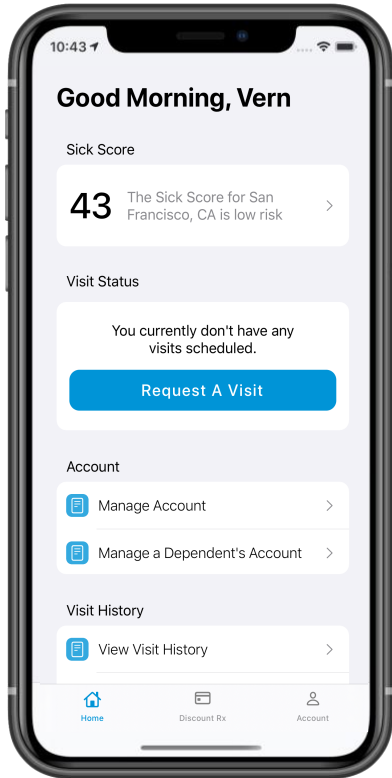 10:43
Good Morning, Vern
Sick Score
43
The Sick Score for San
Francisco, CA is low risk
Visit Status
You currently don't have any
visits scheduled.
Request A Visit
Account
Manage Account
Manage a Dependent's Account
Visit History
View Visit History
Home
Discount Rx
Account